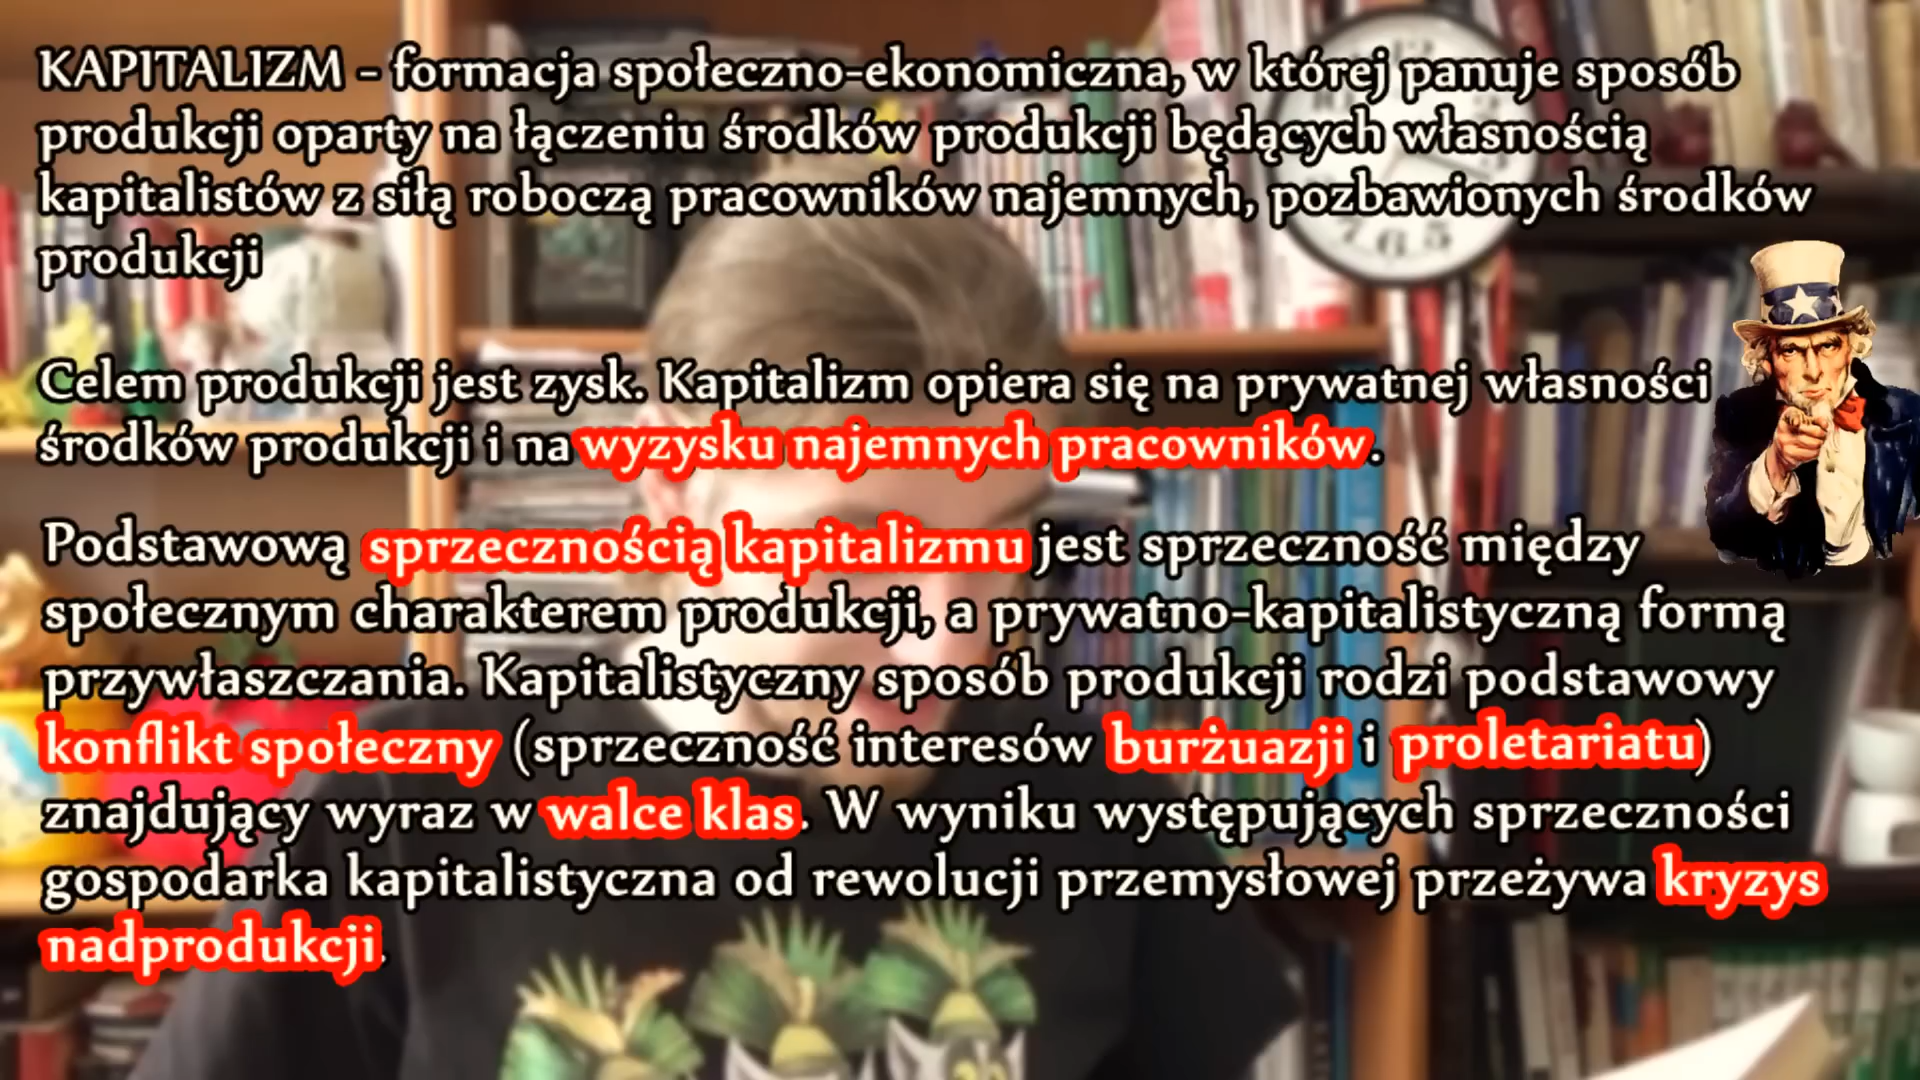 KAPITALIZM - formacja społeczno-ekonomiczna, w której panuje sposób
produkcji oparty na łączeniu środków produkcji będących własnością
kapitalistów z siłą roboczą pracowników najemnych, pozbawionych środków
produkcji
Celem produkcji jest zysk. Kapitalizm opiera się na prywatnej własności
środków produkcji i na wyzysku najemnych pracowników.
Podstawową sprzecznością kapitalizmu jest sprzeczność między
społecznym charakterem produkcji, a prywatno-kapitalistyczną formą
przywłaszczania. Kapitalistyczny sposób produkcji rodzi podstawowy
konflikt społeczny (sprzeczność interesów burżuazji i proletariatu)
znajdujący wyraz w walce klas. W wyniku występujących sprzeczności
gospodarka kapitalistyczna od rewolucji przemysłowej przeżywa kryzys
nadprodukcji.